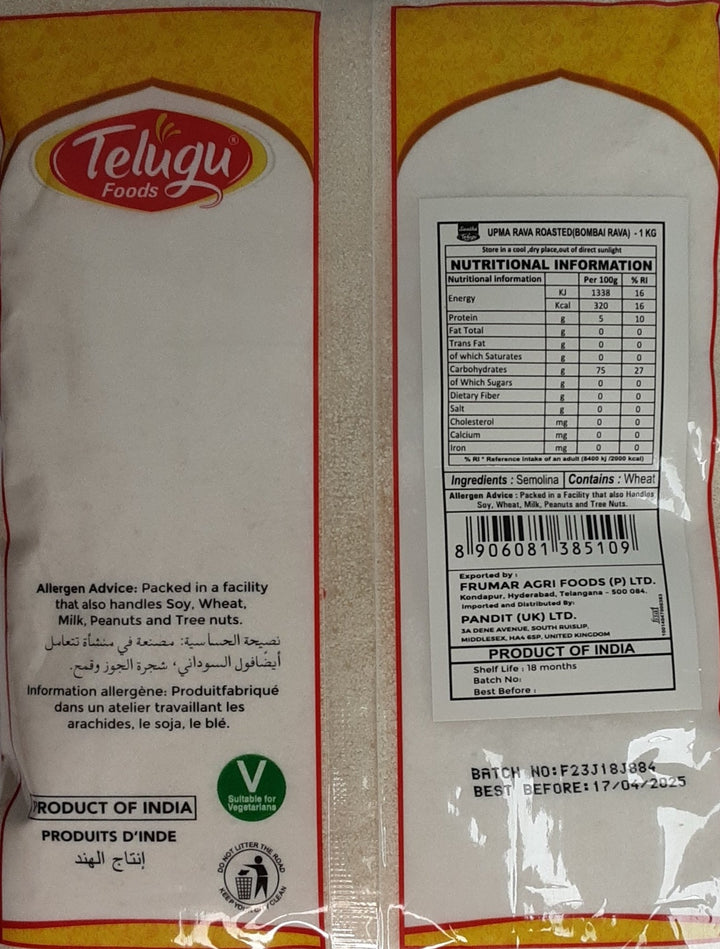 Telugu®
Foods
Allergen Advice: Packed in a facility
that also handles Soy, Wheat,
Milk, Peanuts and Tree nuts.
نصيحة الحساسية: مصنعة في منشأة تتعامل
أيضافول السوداني، شجرة الجوز وقمح.
Information allergène: Produitfabriqué
dans un atelier travaillant les
arachides, le soja, le blé.
V
Suitable for
Vegetarians
PRODUCT OF INDIA
PRODUITS D'INDE
إنتاج الهند
DO NOT LITTER THE ROAD
KEEP YOUR CITY CLEAN
UPMA RAVA ROASTED(BOMBAI RAVA) - 1 KG
Store in a cool ,dry place,out of direct sunlight
NUTRITIONAL INFORMATION
Nutritional information Per 100g % RI
Energy KJ 1338 16
Kcal 320 16
Protein g 5 10
Fat Total g 0 0
Trans Fat g 0 0
of which Saturates g 0 0
Carbohydrates g 75 27
of Which Sugars g 0 0
Dietary Fiber g 0 0
Salt g 0 0
Cholesterol mg 0 0
Calcium mg 0 0
Iron mg 0 0
% RI * Reference Intake of an adult (8400 kj /2000 kcal)
Ingredients : Semolina Contains : Wheat
Allergen Advice : Packed in a Facility that also Handles
Soy, Wheat, Milk, Peanuts and Tree Nuts.
8 906081 385109
Exported by :
FRUMAR AGRI FOODS (P) LTD.
Kondapur, Hyderabad, Telangana - 500 084.
Imported and Distributed By:
PANDIT (UK) LTD.
3A DENE AVENUE, SOUTH RUISLIP,
MIDDLESEX, HA4 6SP, UNITED KINGDOM
PRODUCT OF INDIA
Shelf Life : 18 months
Batch No:
Best Before :
BATCH NO:F23J18J884
BEST BEFORE:17/04/2025